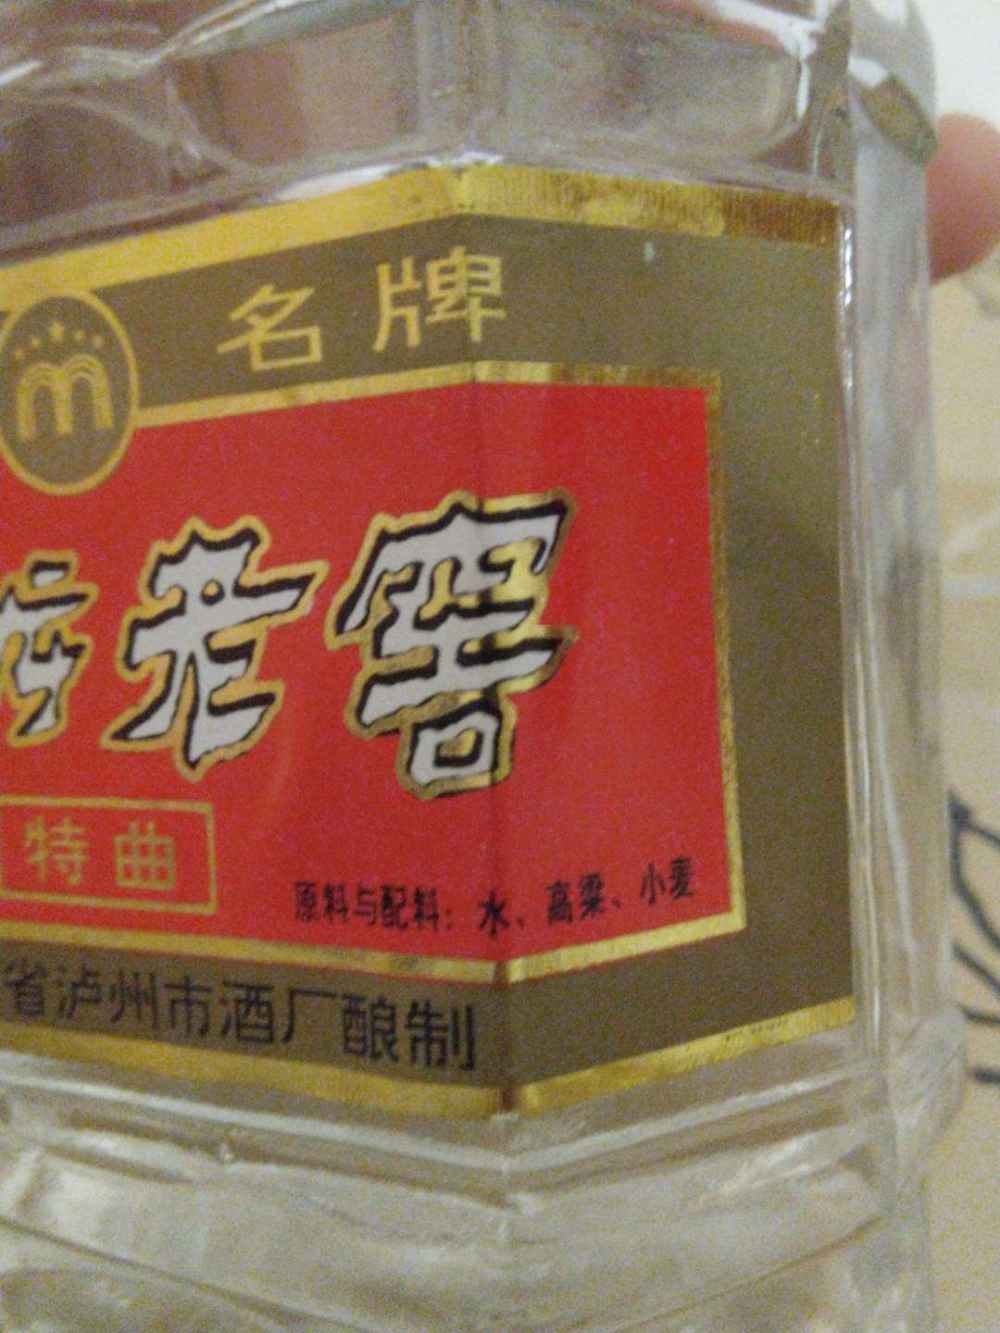 名牌
老窖
特曲
原料与配料：水、高粱、小麦
省泸州市酒厂酿制